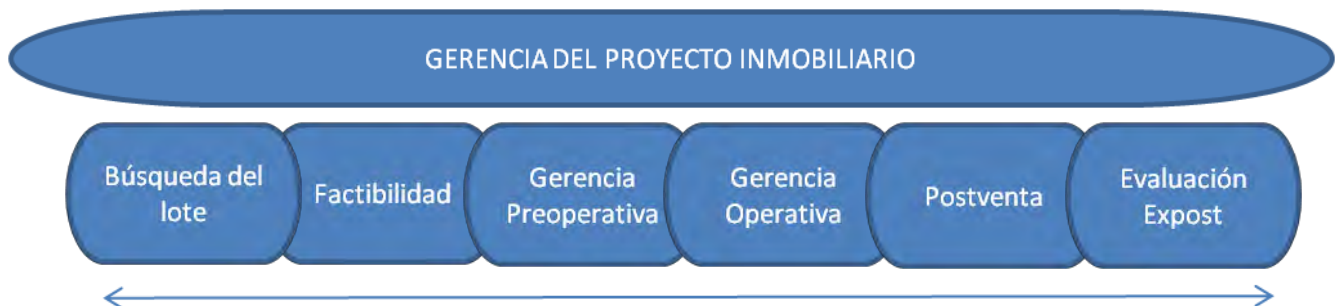 GERENCIA DEL PROYECTO INMOBILIARIO
Búsqueda del
lote
Factibilidad
Gerencia
Preoperativa
Gerencia
Operativa
Postventa
Evaluación
Expost